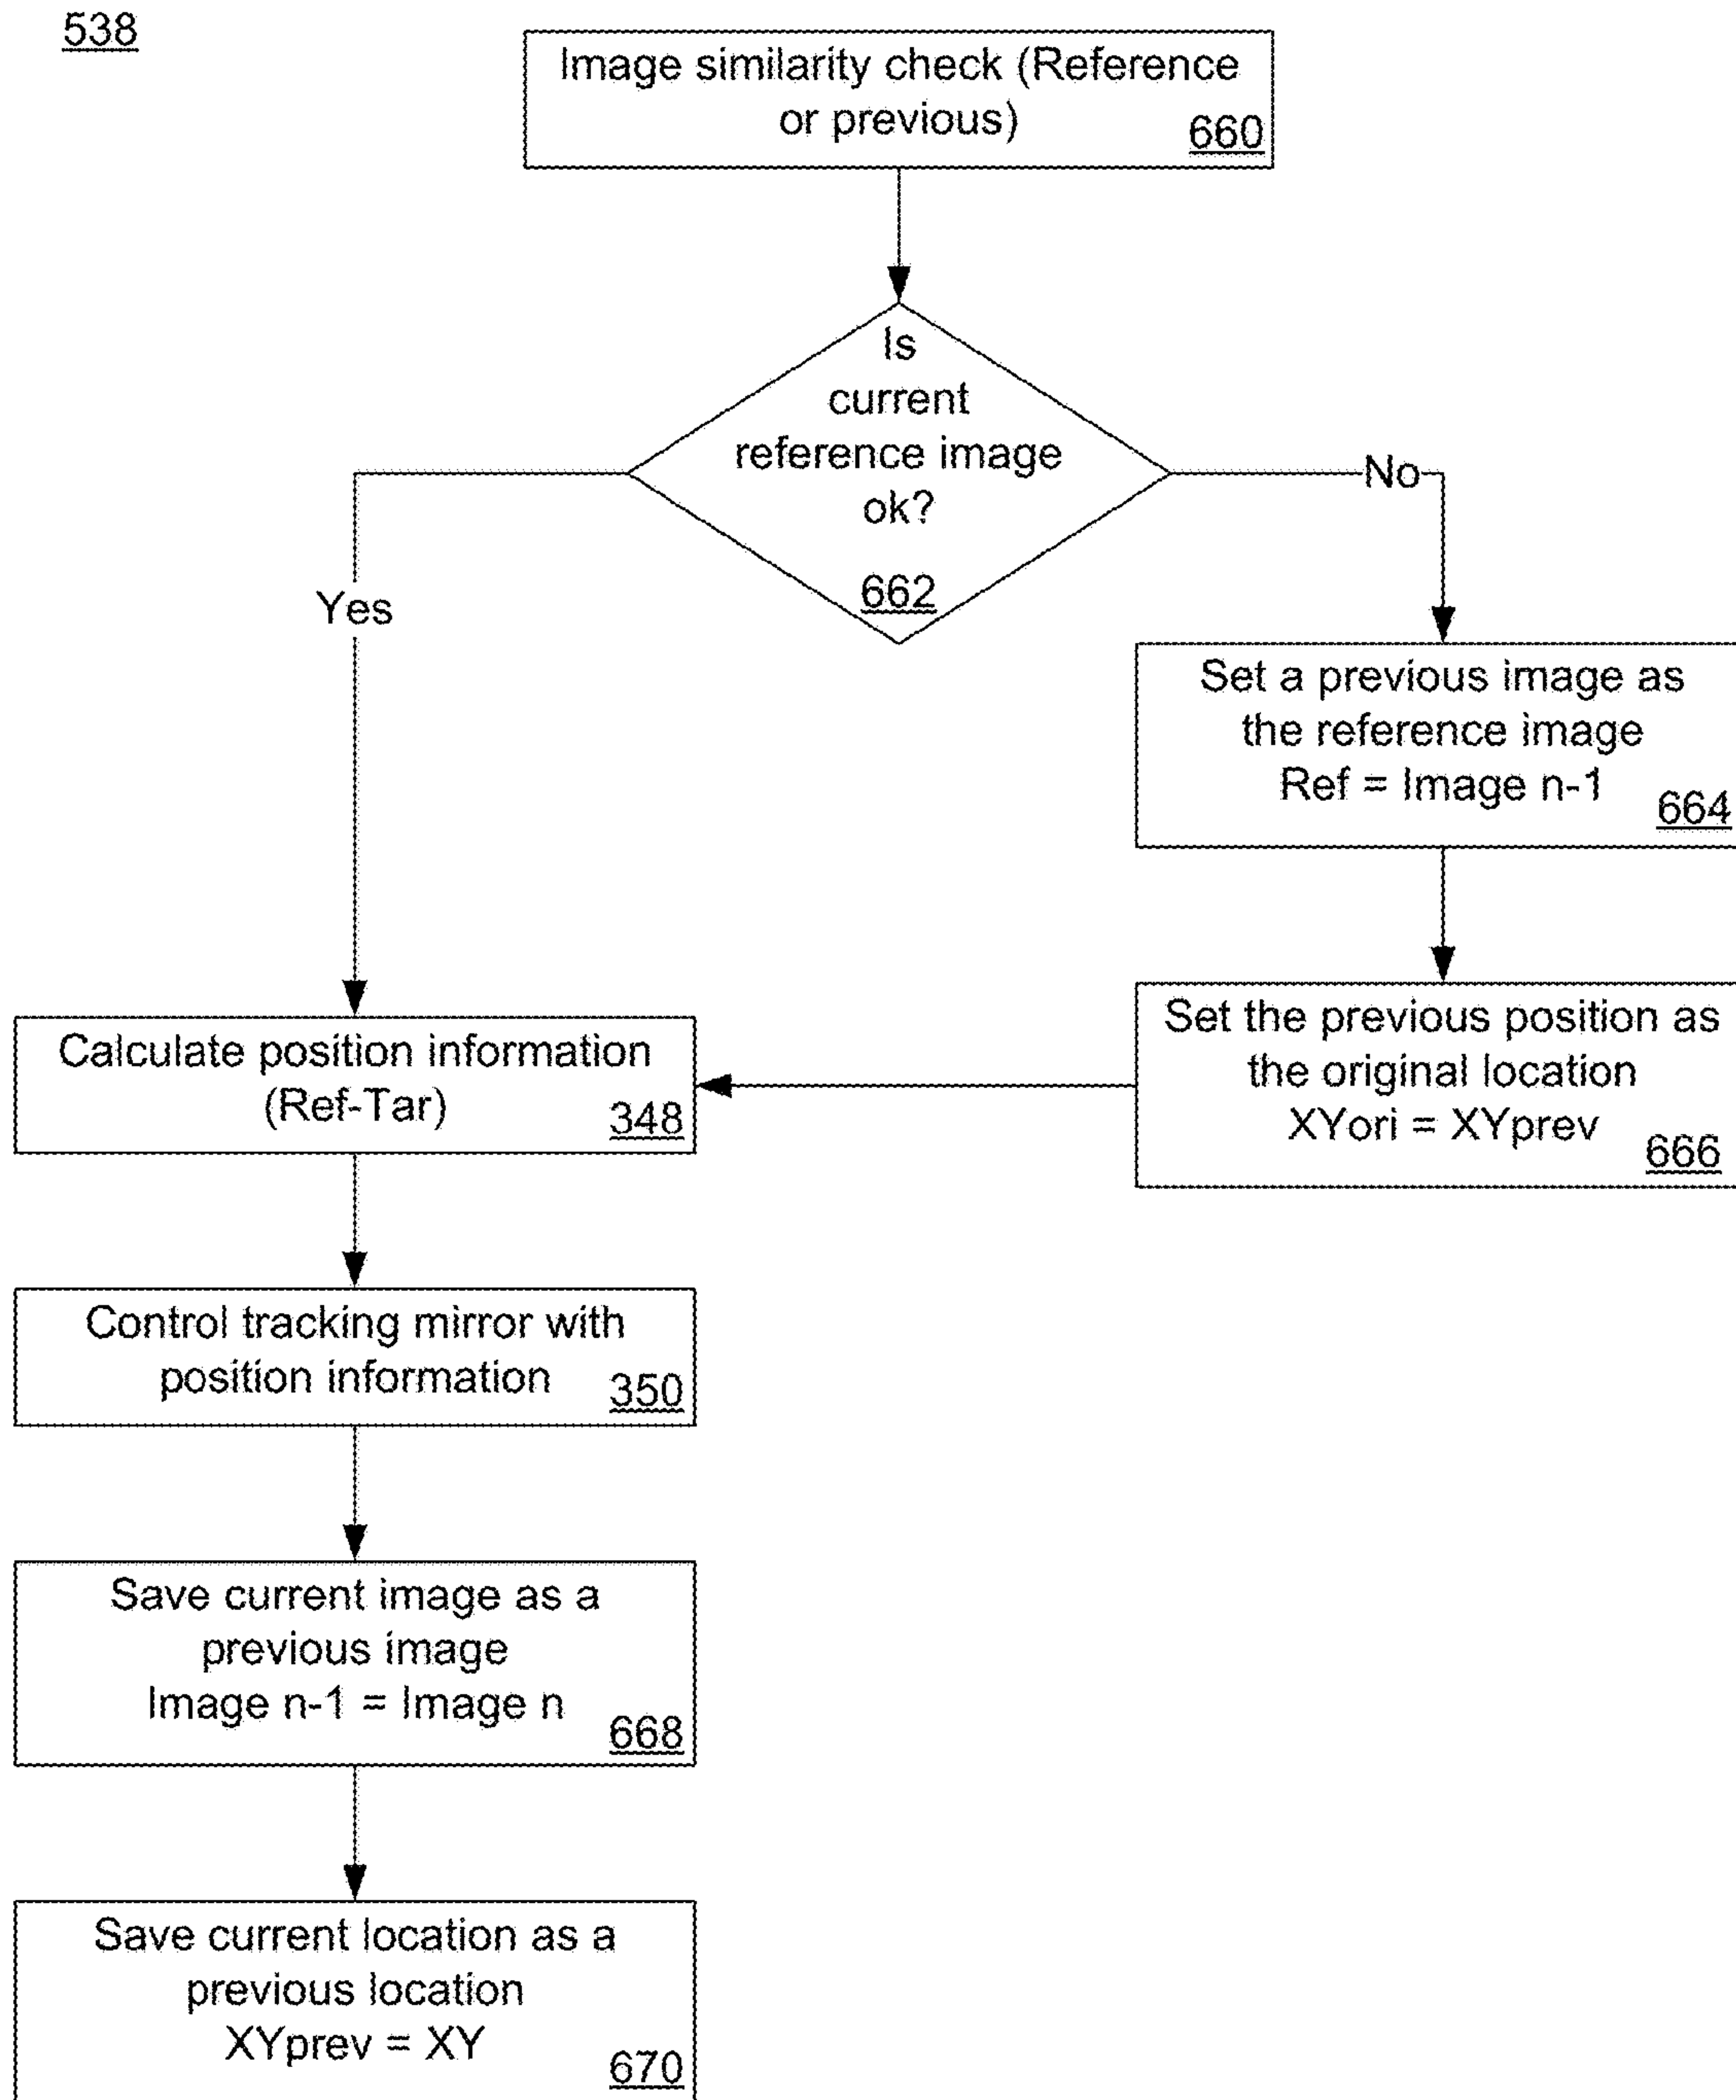 538
Image similarity check (Reference
or previous)
660
Is
current
reference image
ok?
662
Yes
No
Set a previous image as
the reference image
Ref = Image n-1
664
Set the previous position as
the original location
XYori = XYprev
666
Calculate position information
(Ref-Tar)
348
Control tracking mirror with
position information
350
Save current image as a
previous image
Image n-1 = Image n
668
Save current location as a
previous location
XYprev = XY
670